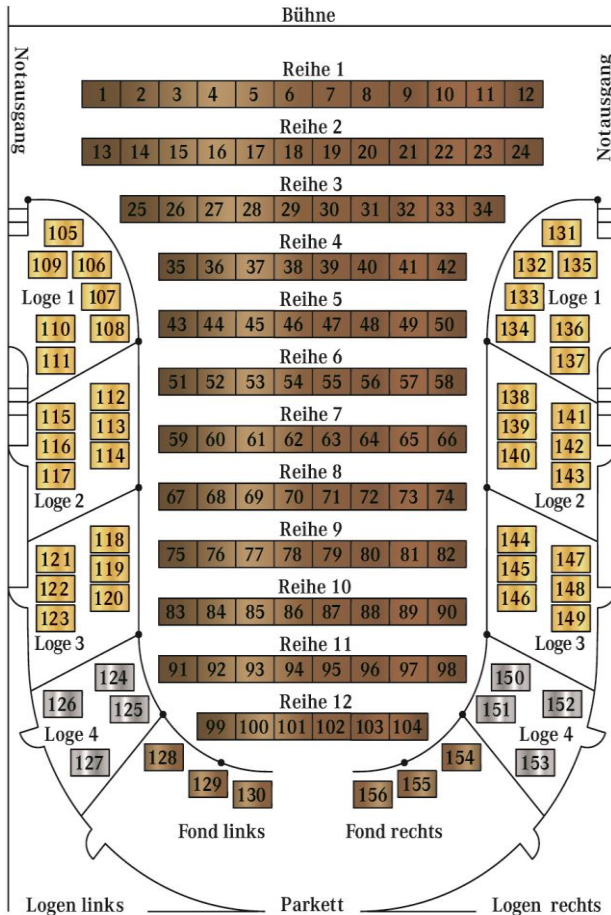 Bühne
Notausgang
Notausgang
Reihe 1
1 2 3 4 5 6 7 8 9 10 11 12
Reihe 2
13 14 15 16 17 18 19 20 21 22 23 24
Reihe 3
25 26 27 28 29 30 31 32 33 34
Reihe 4
35 36 37 38 39 40 41 42
Reihe 5
43 44 45 46 47 48 49 50
Reihe 6
51 52 53 54 55 56 57 58
Reihe 7
59 60 61 62 63 64 65 66
Reihe 8
67 68 69 70 71 72 73 74
Reihe 9
75 76 77 78 79 80 81 82
Reihe 10
83 84 85 86 87 88 89 90
Reihe 11
91 92 93 94 95 96 97 98
Reihe 12
99 100 101 102 103 104
105
109 106
Loge 1 107
110 108
111
112
115 113
116 114
117
Loge 2
118
121 119
122 120
123
Loge 3
124
126 125
Loge 4
127
128
129
130
Fond links
131
132 135
133 Loge 1
134 136
137
138
139 141
140 142
143
Loge 2
144
145 147
146 148
149
Loge 3
150
151 152
Loge 4
153
154
155
156
Fond rechts
Logen links
Parkett
Logen rechts